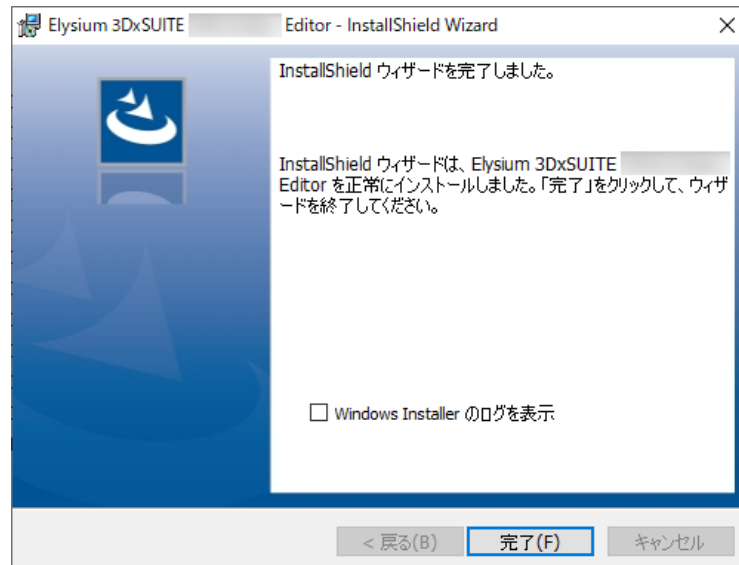 Elysium 3DxSUITE Editor - InstallShield Wizard
InstallShield ウィザードを完了しました。
InstallShield ウィザードは、Elysium 3DxSUITE
Editor を正常にインストールしました。「完了」をクリックして、ウィザ
ードを終了してください。
Windows Installer のログを表示
< 戻る(B) 完了(F) キャンセル